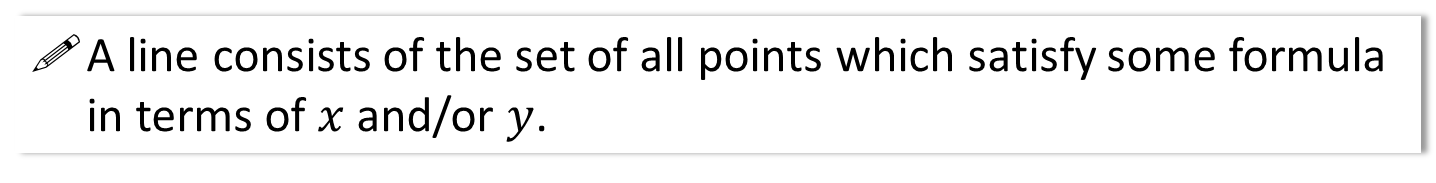 A line consists of the set of all points which satisfy some formula
in terms of x and/or y.